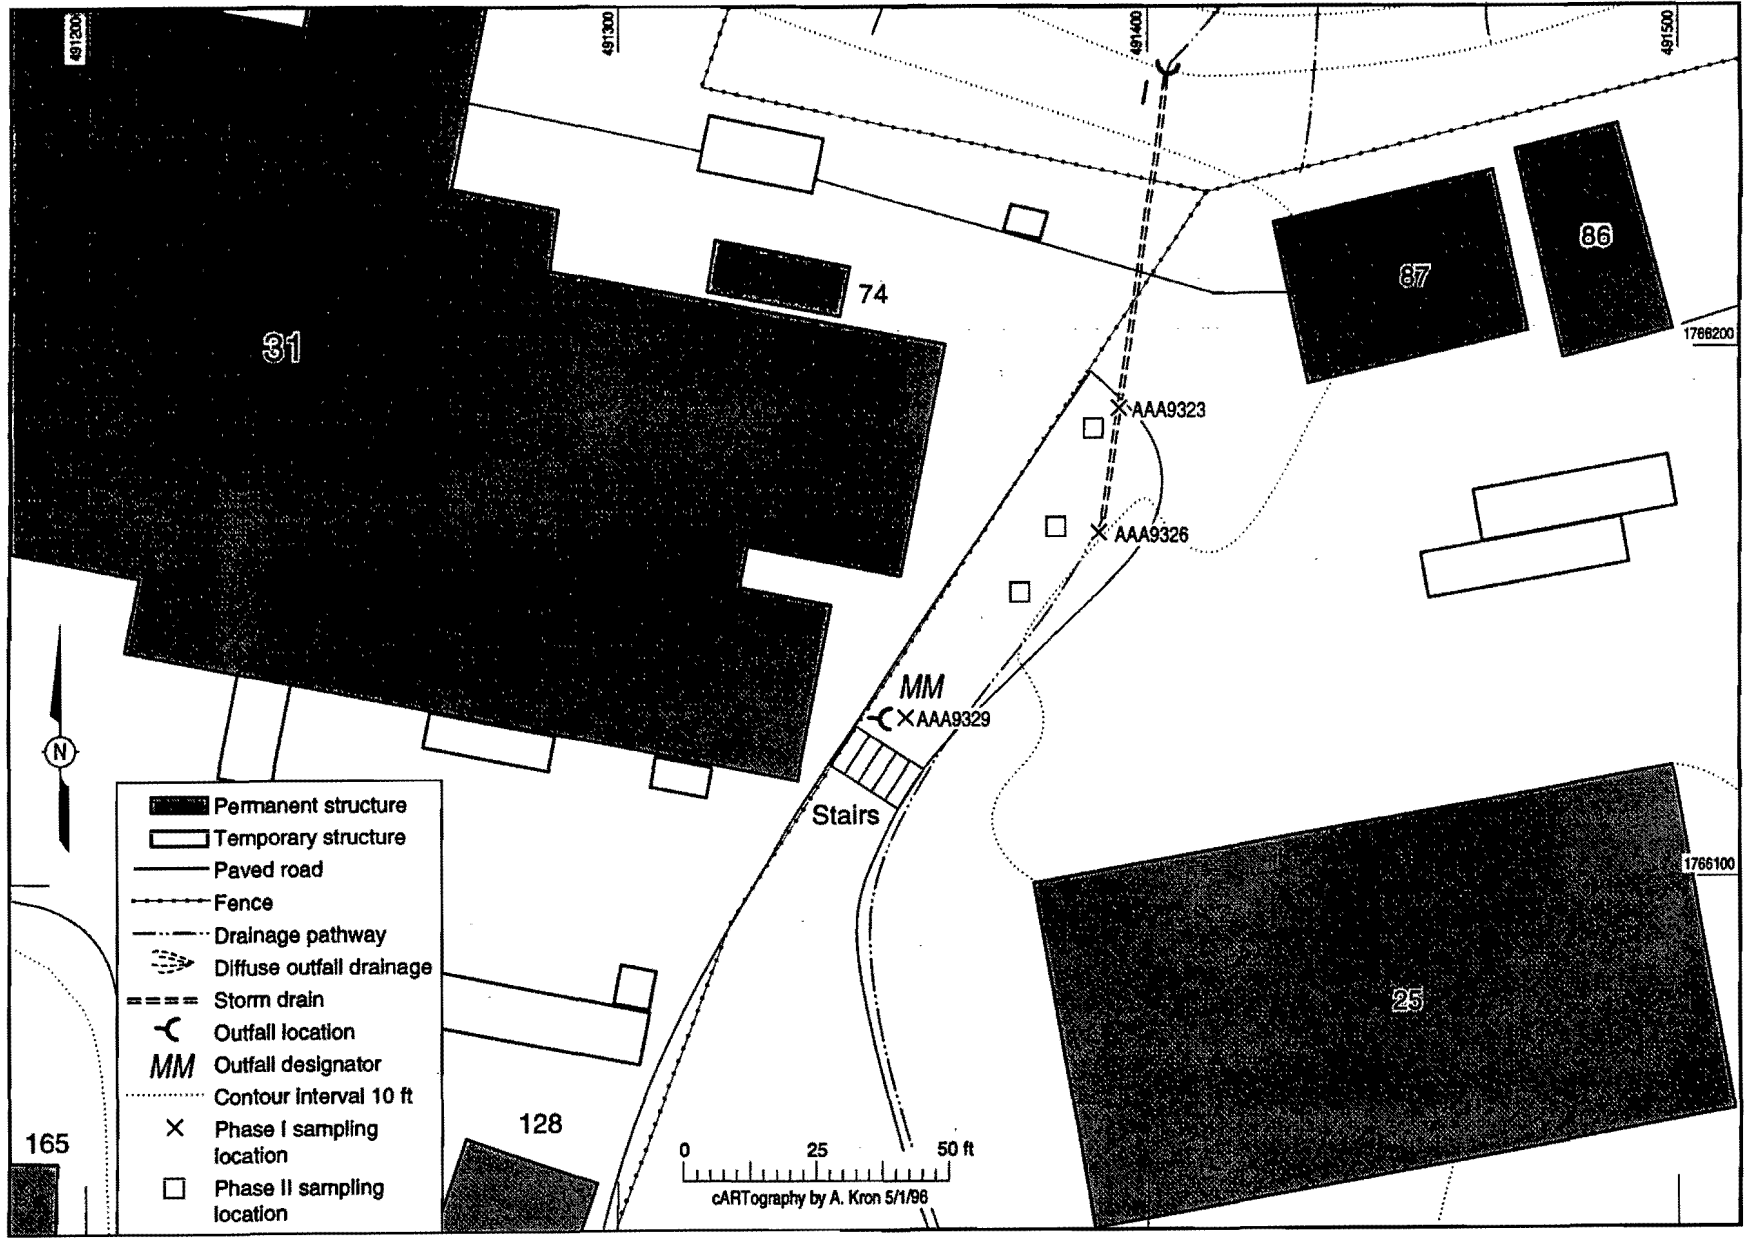 491200
491300
491400
491500
I
86
87
74
31
1766200
AAA9323
AAA9326
MM
AAA9329
Stairs
N
Permanent structure
Temporary structure
Paved road
Fence
Drainage pathway
Diffuse outfall drainage
Storm drain
Outfall location
MM Outfall designator
Contour interval 10 ft
Phase I sampling
location
Phase II sampling
location
1766100
25
165
128
0 25 50 ft
cARTography by A. Kron 5/1/96